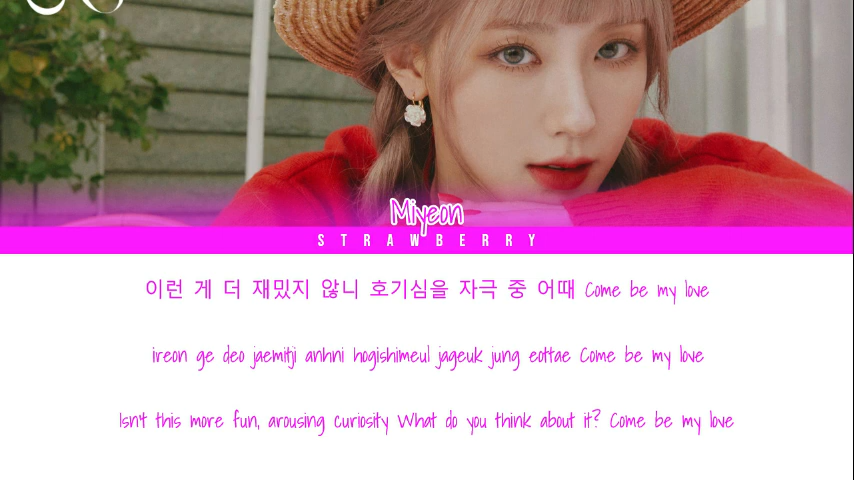 Miyeon
STRAWBERRY
이런 게 더 재밌지 않니 호기심을 자극 중 어때 Come be my love
ireon ge deo jaemitji anhni hogishimeul jageuk jung eottae Come be my love
Isn't this more fun, arousing curiosity What do you think about it? Come be my love